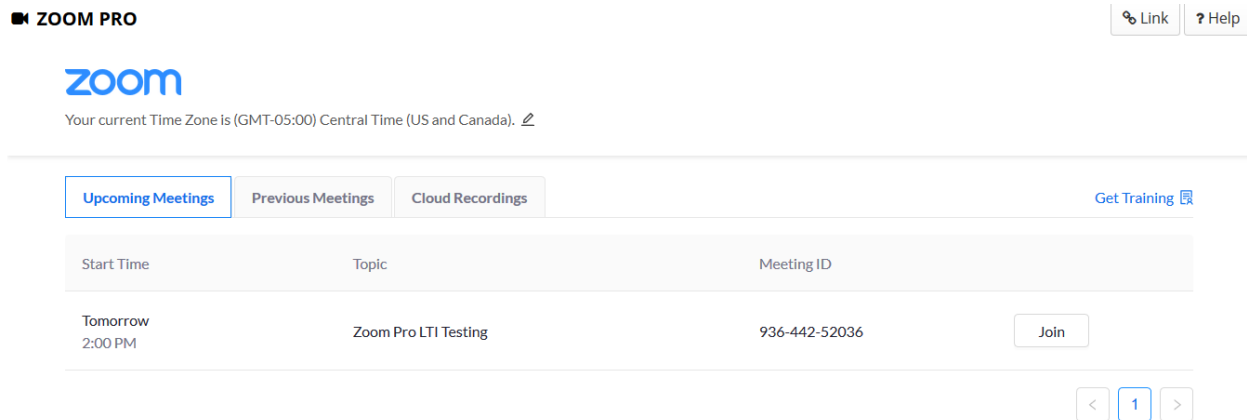 ZOOM PRO
Link
? Help
zoom
Your current Time Zone is (GMT-05:00) Central Time (US and Canada).
Upcoming Meetings Previous Meetings Cloud Recordings Get Training
Start Time Topic Meeting ID
Tomorrow
2:00 PM
Zoom Pro LTI Testing 936-442-52036 Join
< 1 >